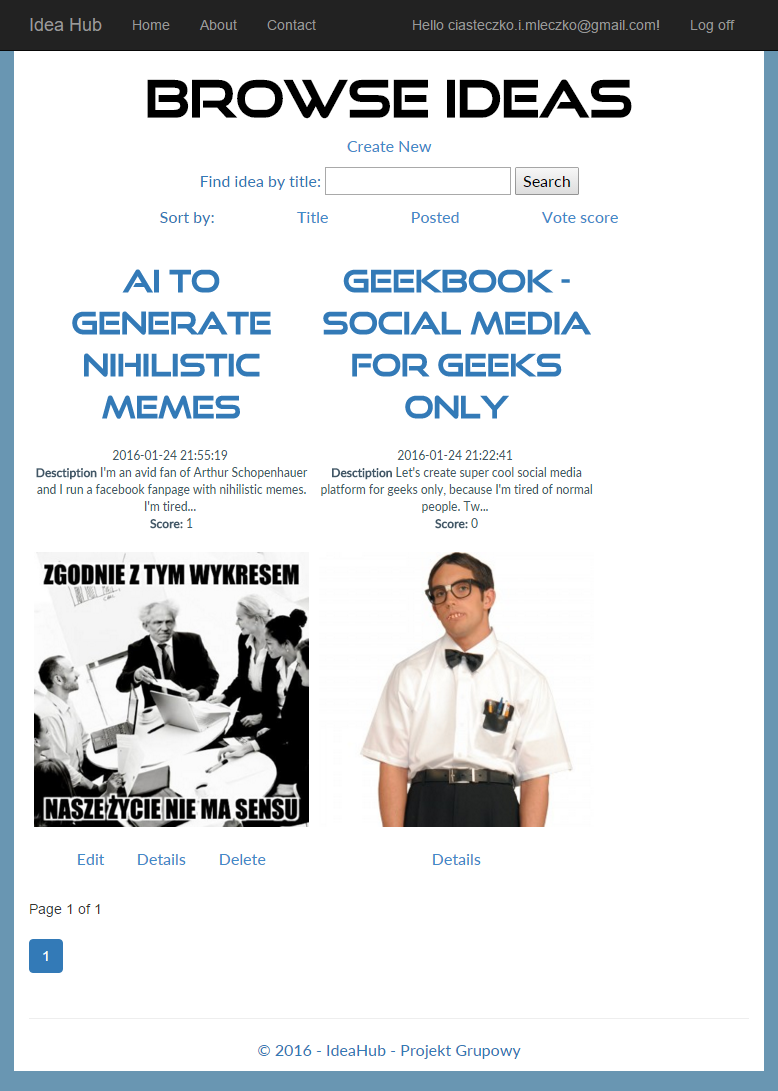 Idea Hub Home About Contact Hello ciasteczko.i.mleczko@gmail.com! Log off
BROWSE IDEAS
Create New
Find idea by title: Search
Sort by: Title Posted Vote score
AI TO
GENERATE
NIHILISTIC
MEMES
2016-01-24 21:55:19
Desctiption I'm an avid fan of Arthur Schopenhauer
and I run a facebook fanpage with nihilistic memes.
I'm tired...
Score: 1
ZGODNIE Z TYM WYKRESEM
NASZE ŻYCIE NIE MA SENSU
Edit Details Delete
GEEKBOOK -
SOCIAL MEDIA
FOR GEEKS
ONLY
2016-01-24 21:22:41
Desctiption Let's create super cool social media
platform for geeks only, because I'm tired of normal
people. Tw...
Score: 0
Details
Page 1 of 1
1
© 2016 - IdeaHub - Projekt Grupowy